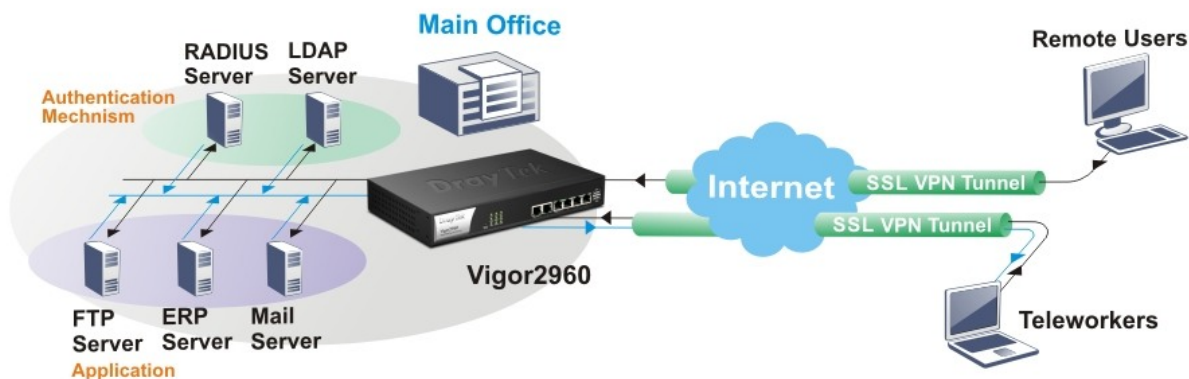 Main Office
RADIUS
Server
LDAP
Server
Authentication
Mechnism
Remote Users
DrayTek
Internet
SSL VPN Tunnel
SSL VPN Tunnel
Vigor2960
FTP
Server
ERP
Server
Mail
Server
Application
Teleworkers